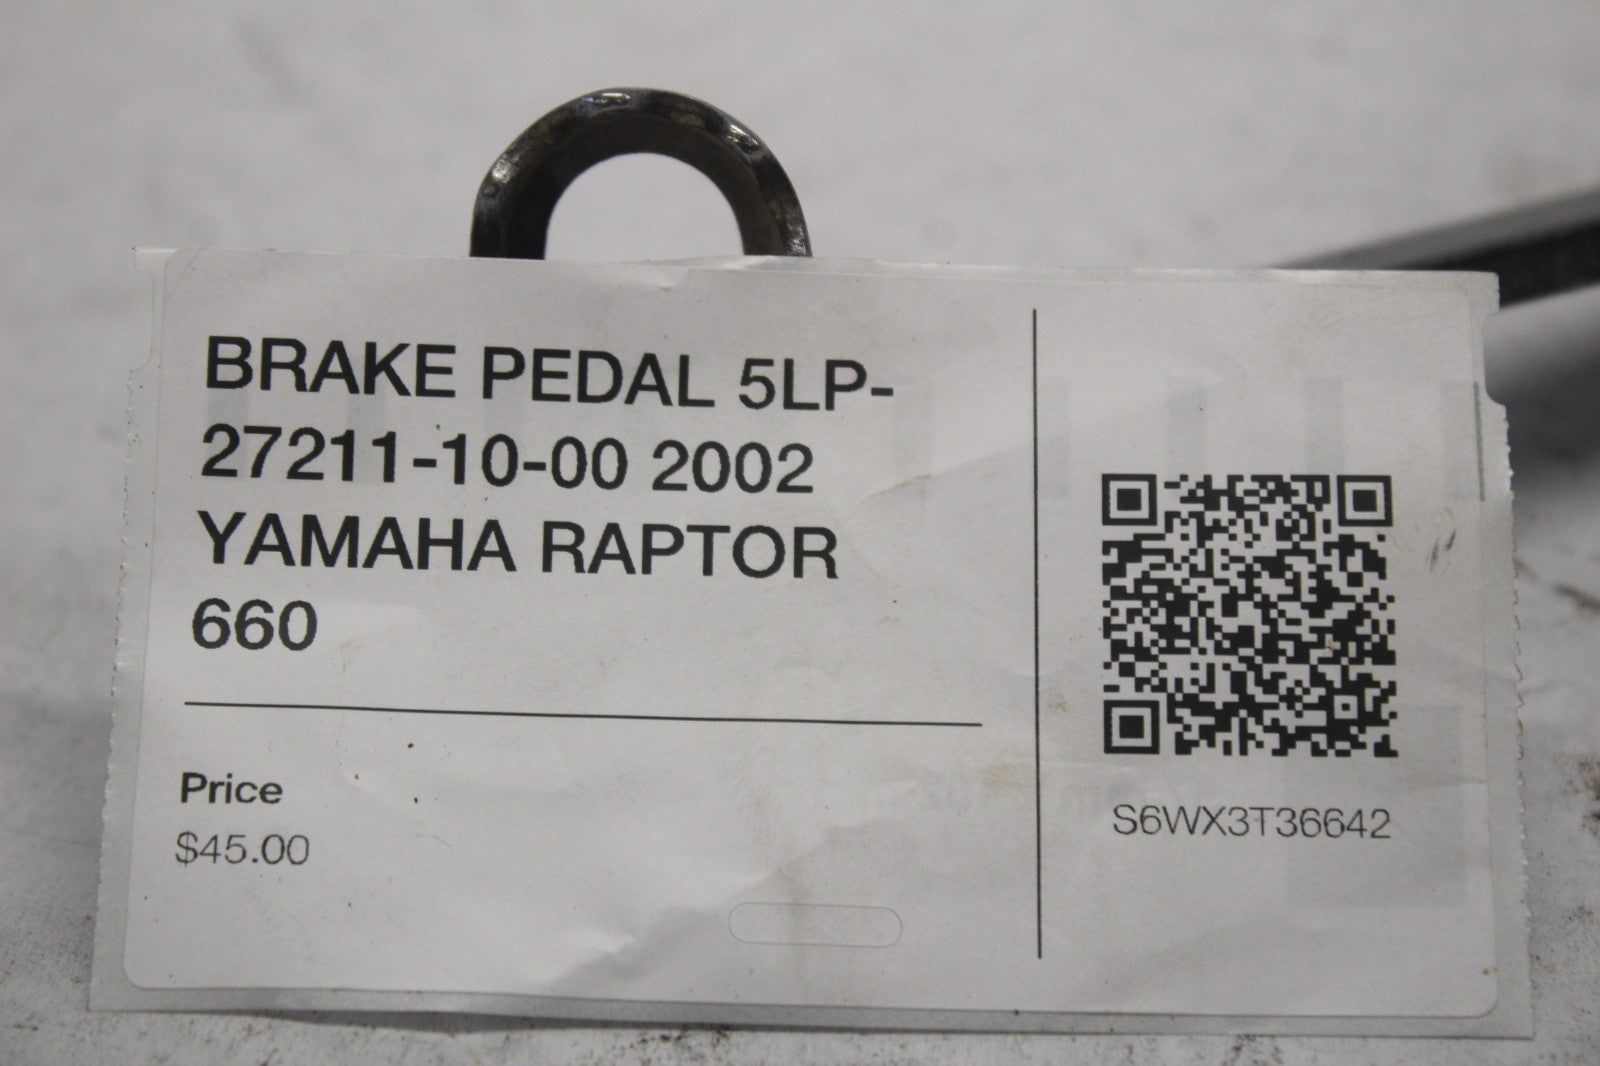 BRAKE PEDAL 5LP-
27211-10-00 2002
YAMAHA RAPTOR
660
Price
$45.00
S6WX3T36642